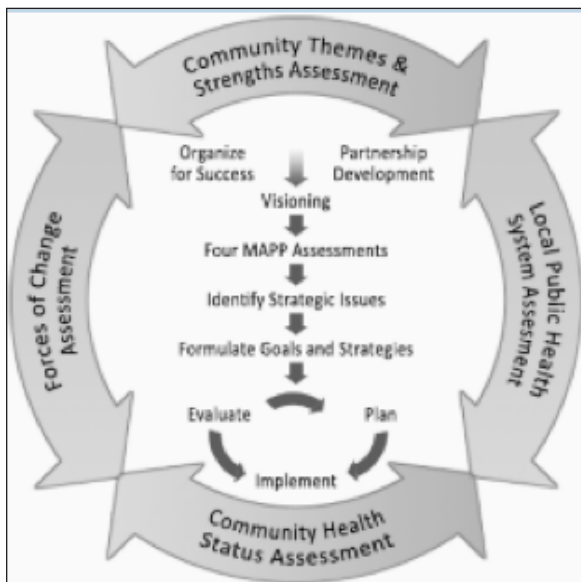 Community Themes &
Strengths Assessment
Organize
for Success
Partnership
Development
Visioning
Four MAPP Assessments
Identify Strategic Issues
Formulate Goals and Strategies
Evaluate
Plan
Implement
Forces of Change
Assessment
Local Public Health
System Assesment
Community Health
Status Assessment